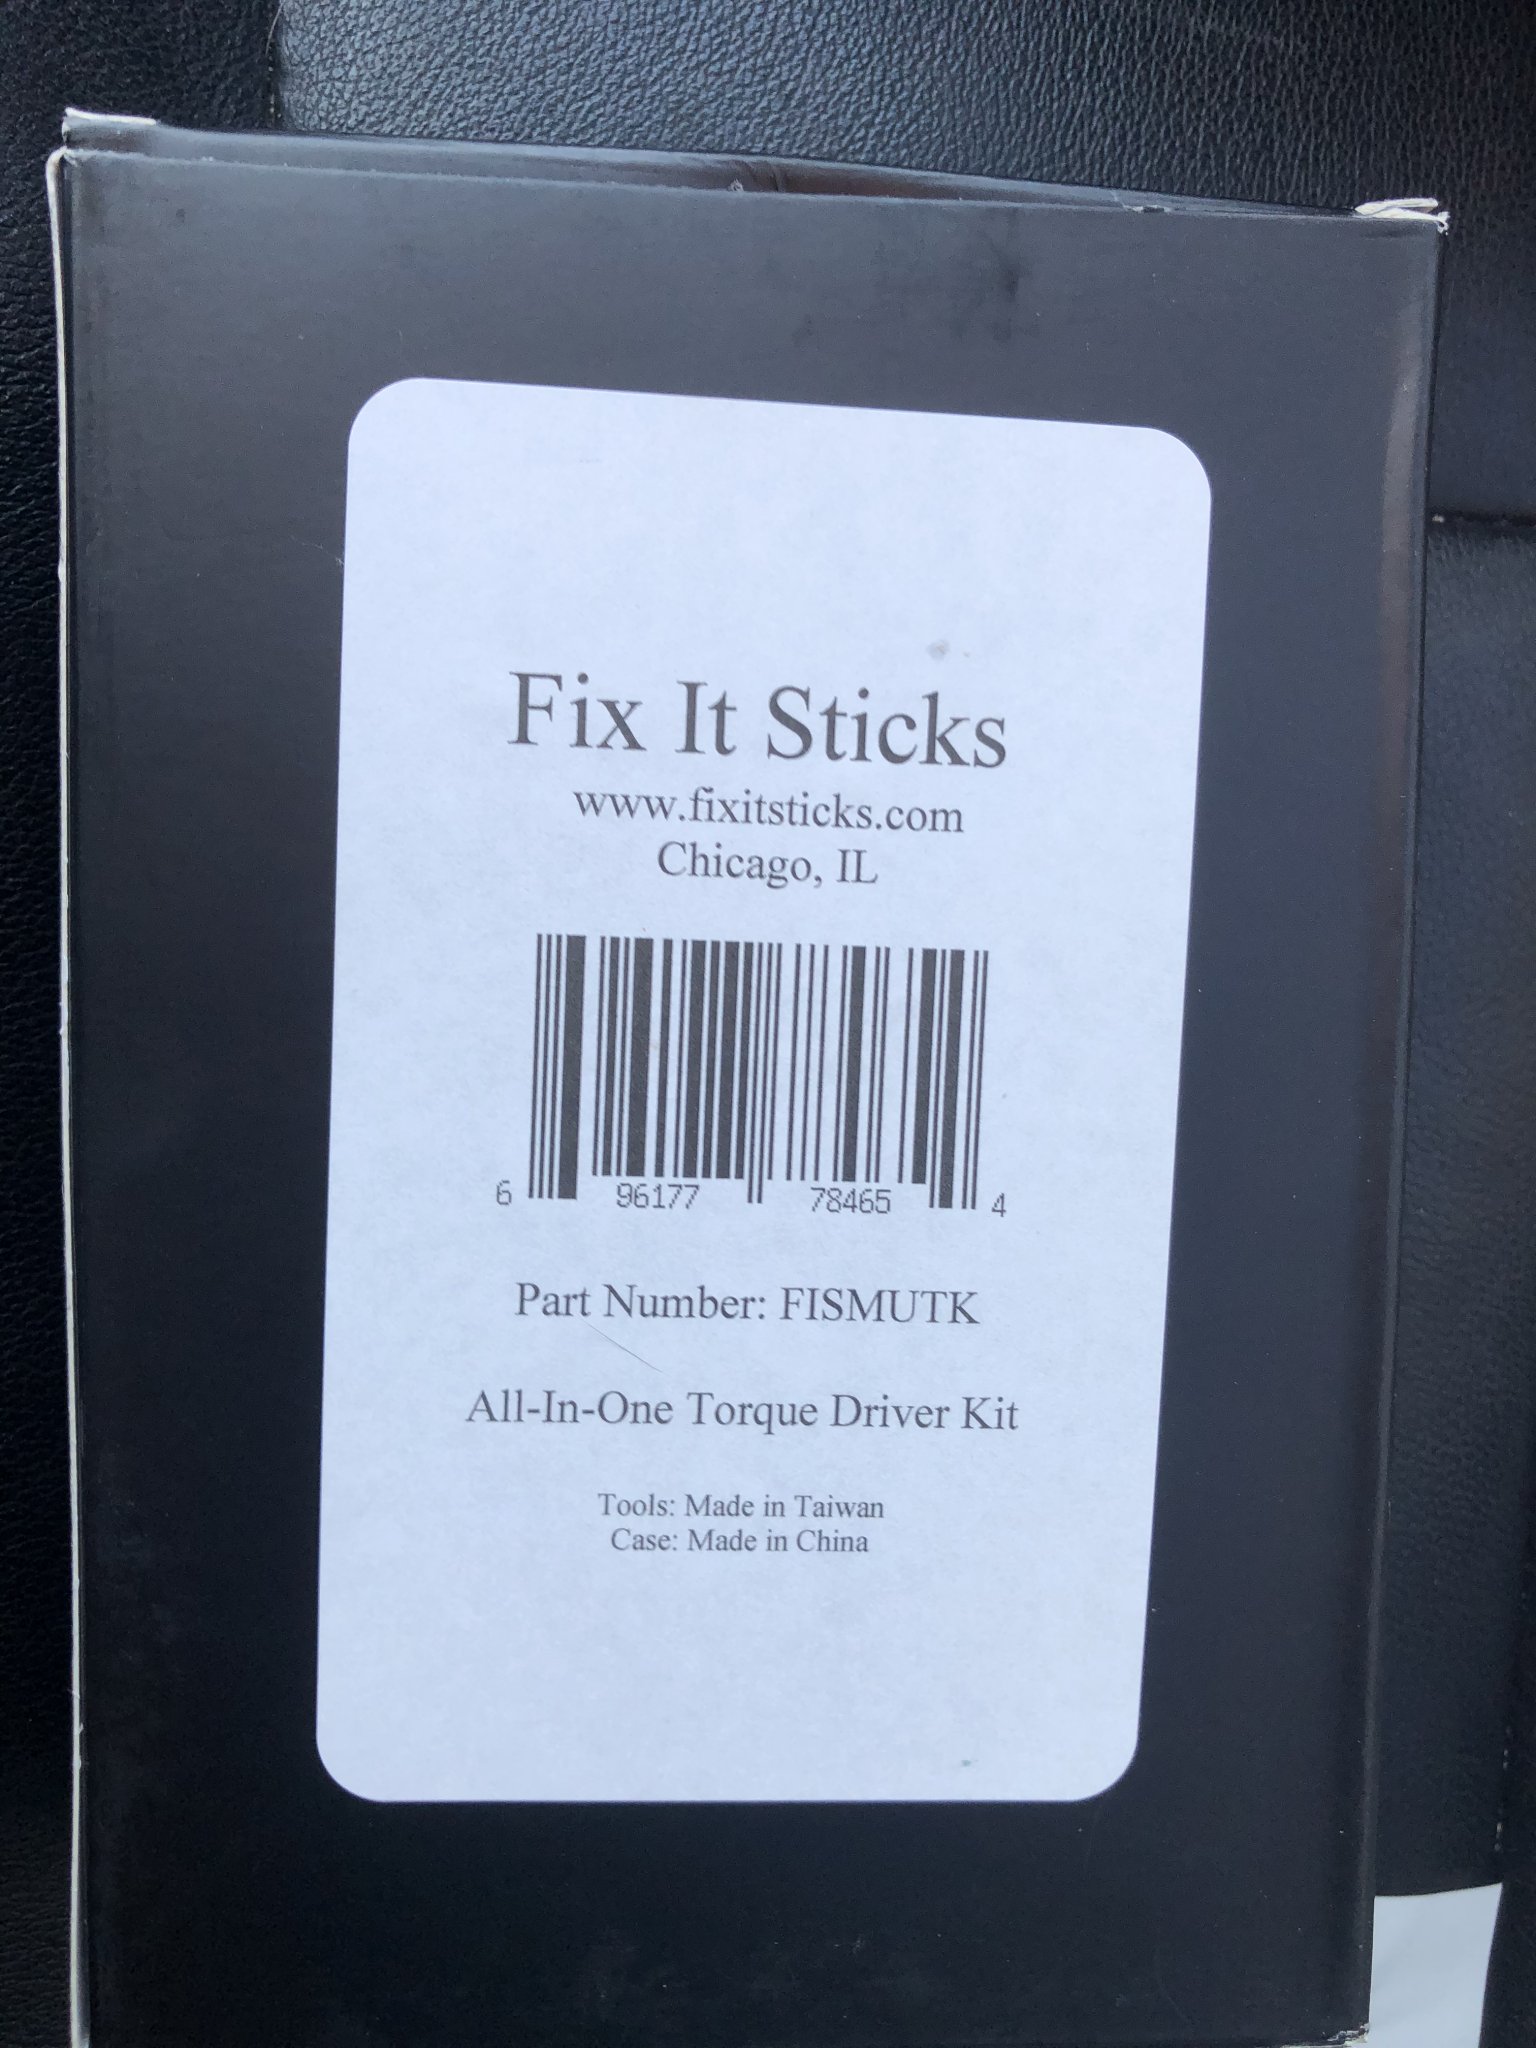 Fix It Sticks
www.fixitsticks.com
Chicago, IL
6 96177 78465 4
Part Number: FISMUTK
All-In-One Torque Driver Kit
Tools: Made in Taiwan
Case: Made in China